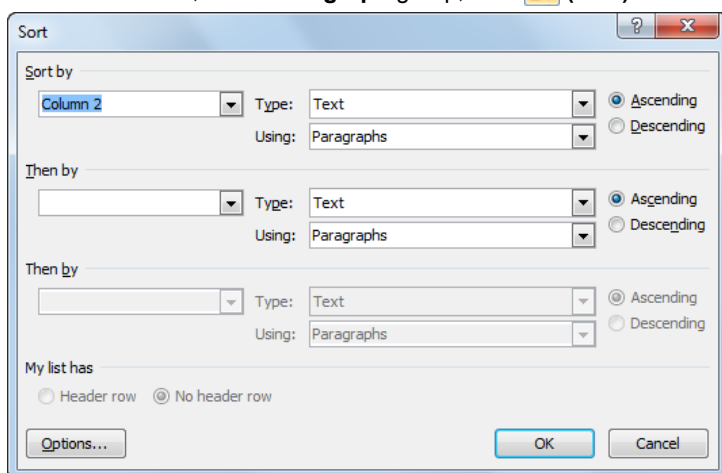 Sort
Sort by
Column 2 Type: Text Ascending
Using: Paragraphs Descending
Then by
Type: Text Ascending
Using: Paragraphs Descending
Then by
Type: Text Ascending
Using: Paragraphs Descending
My list has
Header row No header row
Options... OK Cancel